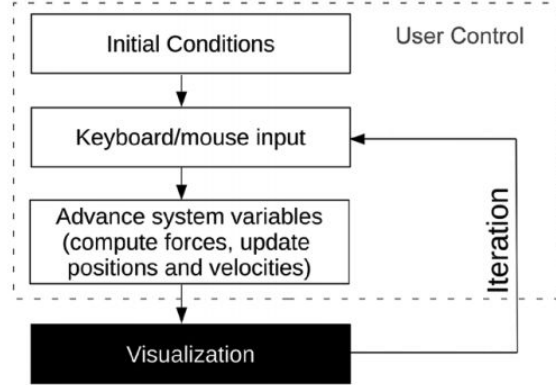 Initial Conditions
User Control
Keyboard/mouse input
Advance system variables
(compute forces, update
positions and velocities)
Iteration
Visualization